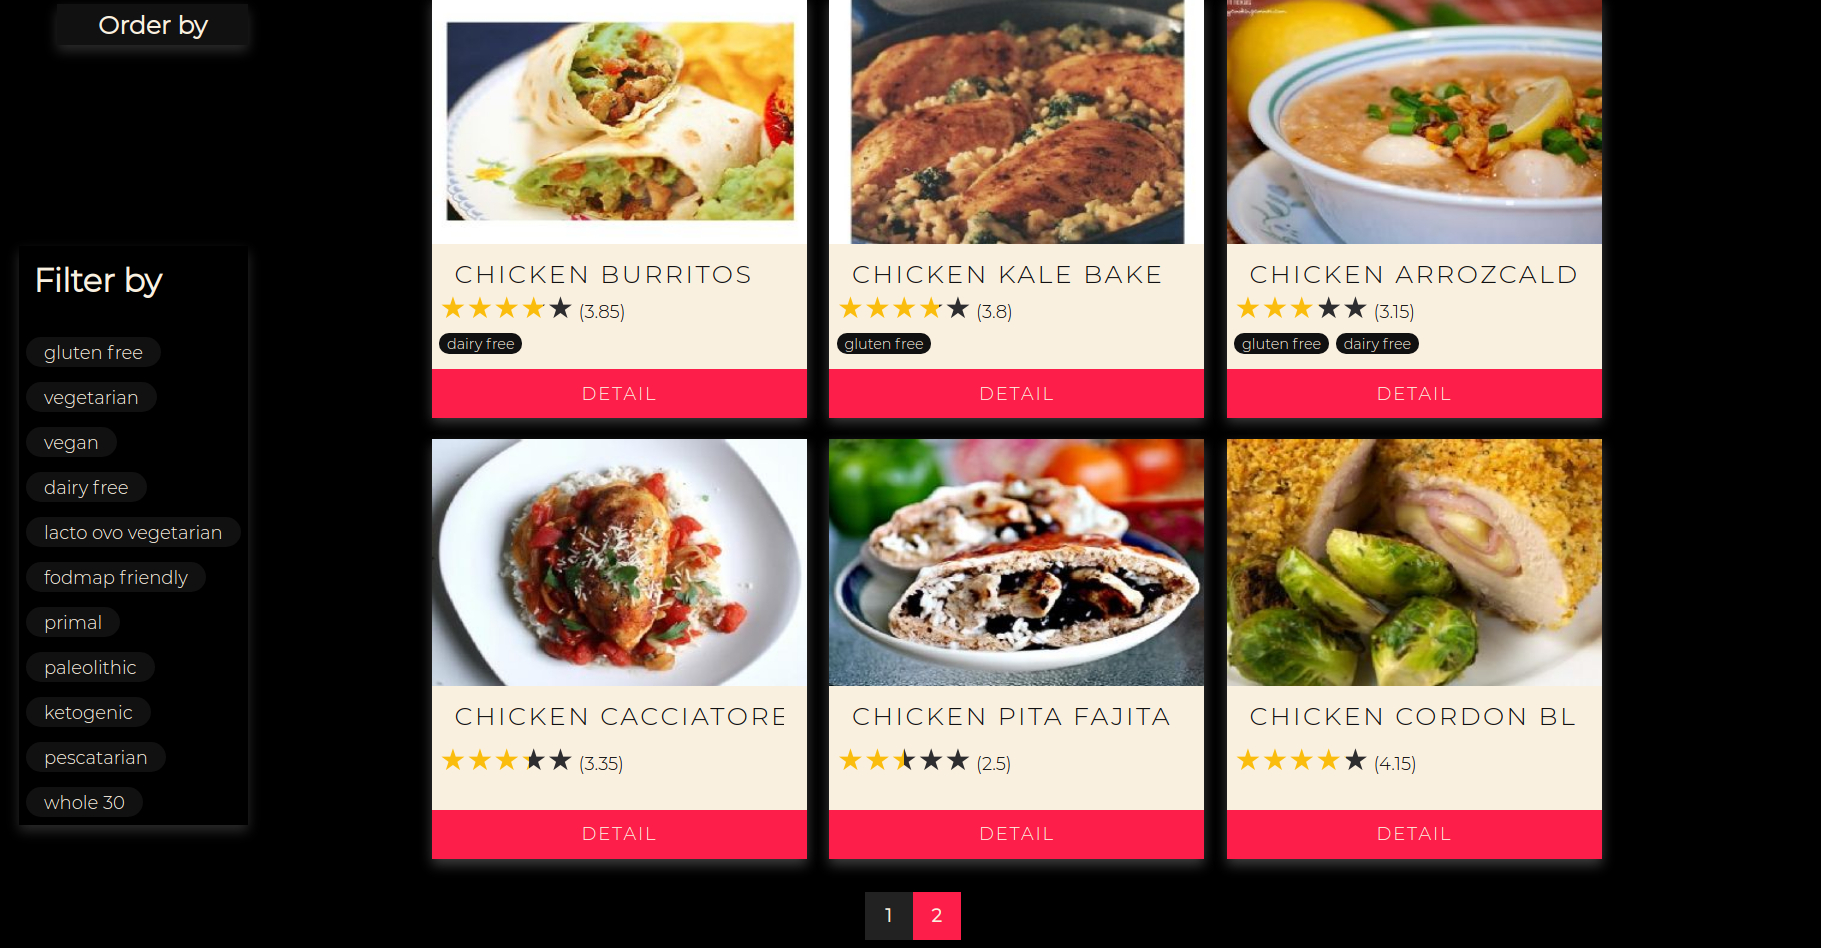 Order by
Filter by
gluten free
vegetarian
vegan
dairy free
lacto ovo vegetarian
fodmap friendly
primal
paleolithic
ketogenic
pescatarian
whole 30
CHICKEN BURRITOS
(3.85)
dairy free
DETAIL
CHICKEN KALE BAKE
(3.8)
gluten free
DETAIL
CHICKEN ARROZCALD
(3.15)
gluten free dairy free
DETAIL
CHICKEN CACCIATORE
(3.35)
DETAIL
CHICKEN PITA FAJITA
(2.5)
DETAIL
CHICKEN CORDON BL
(4.15)
DETAIL
1 2